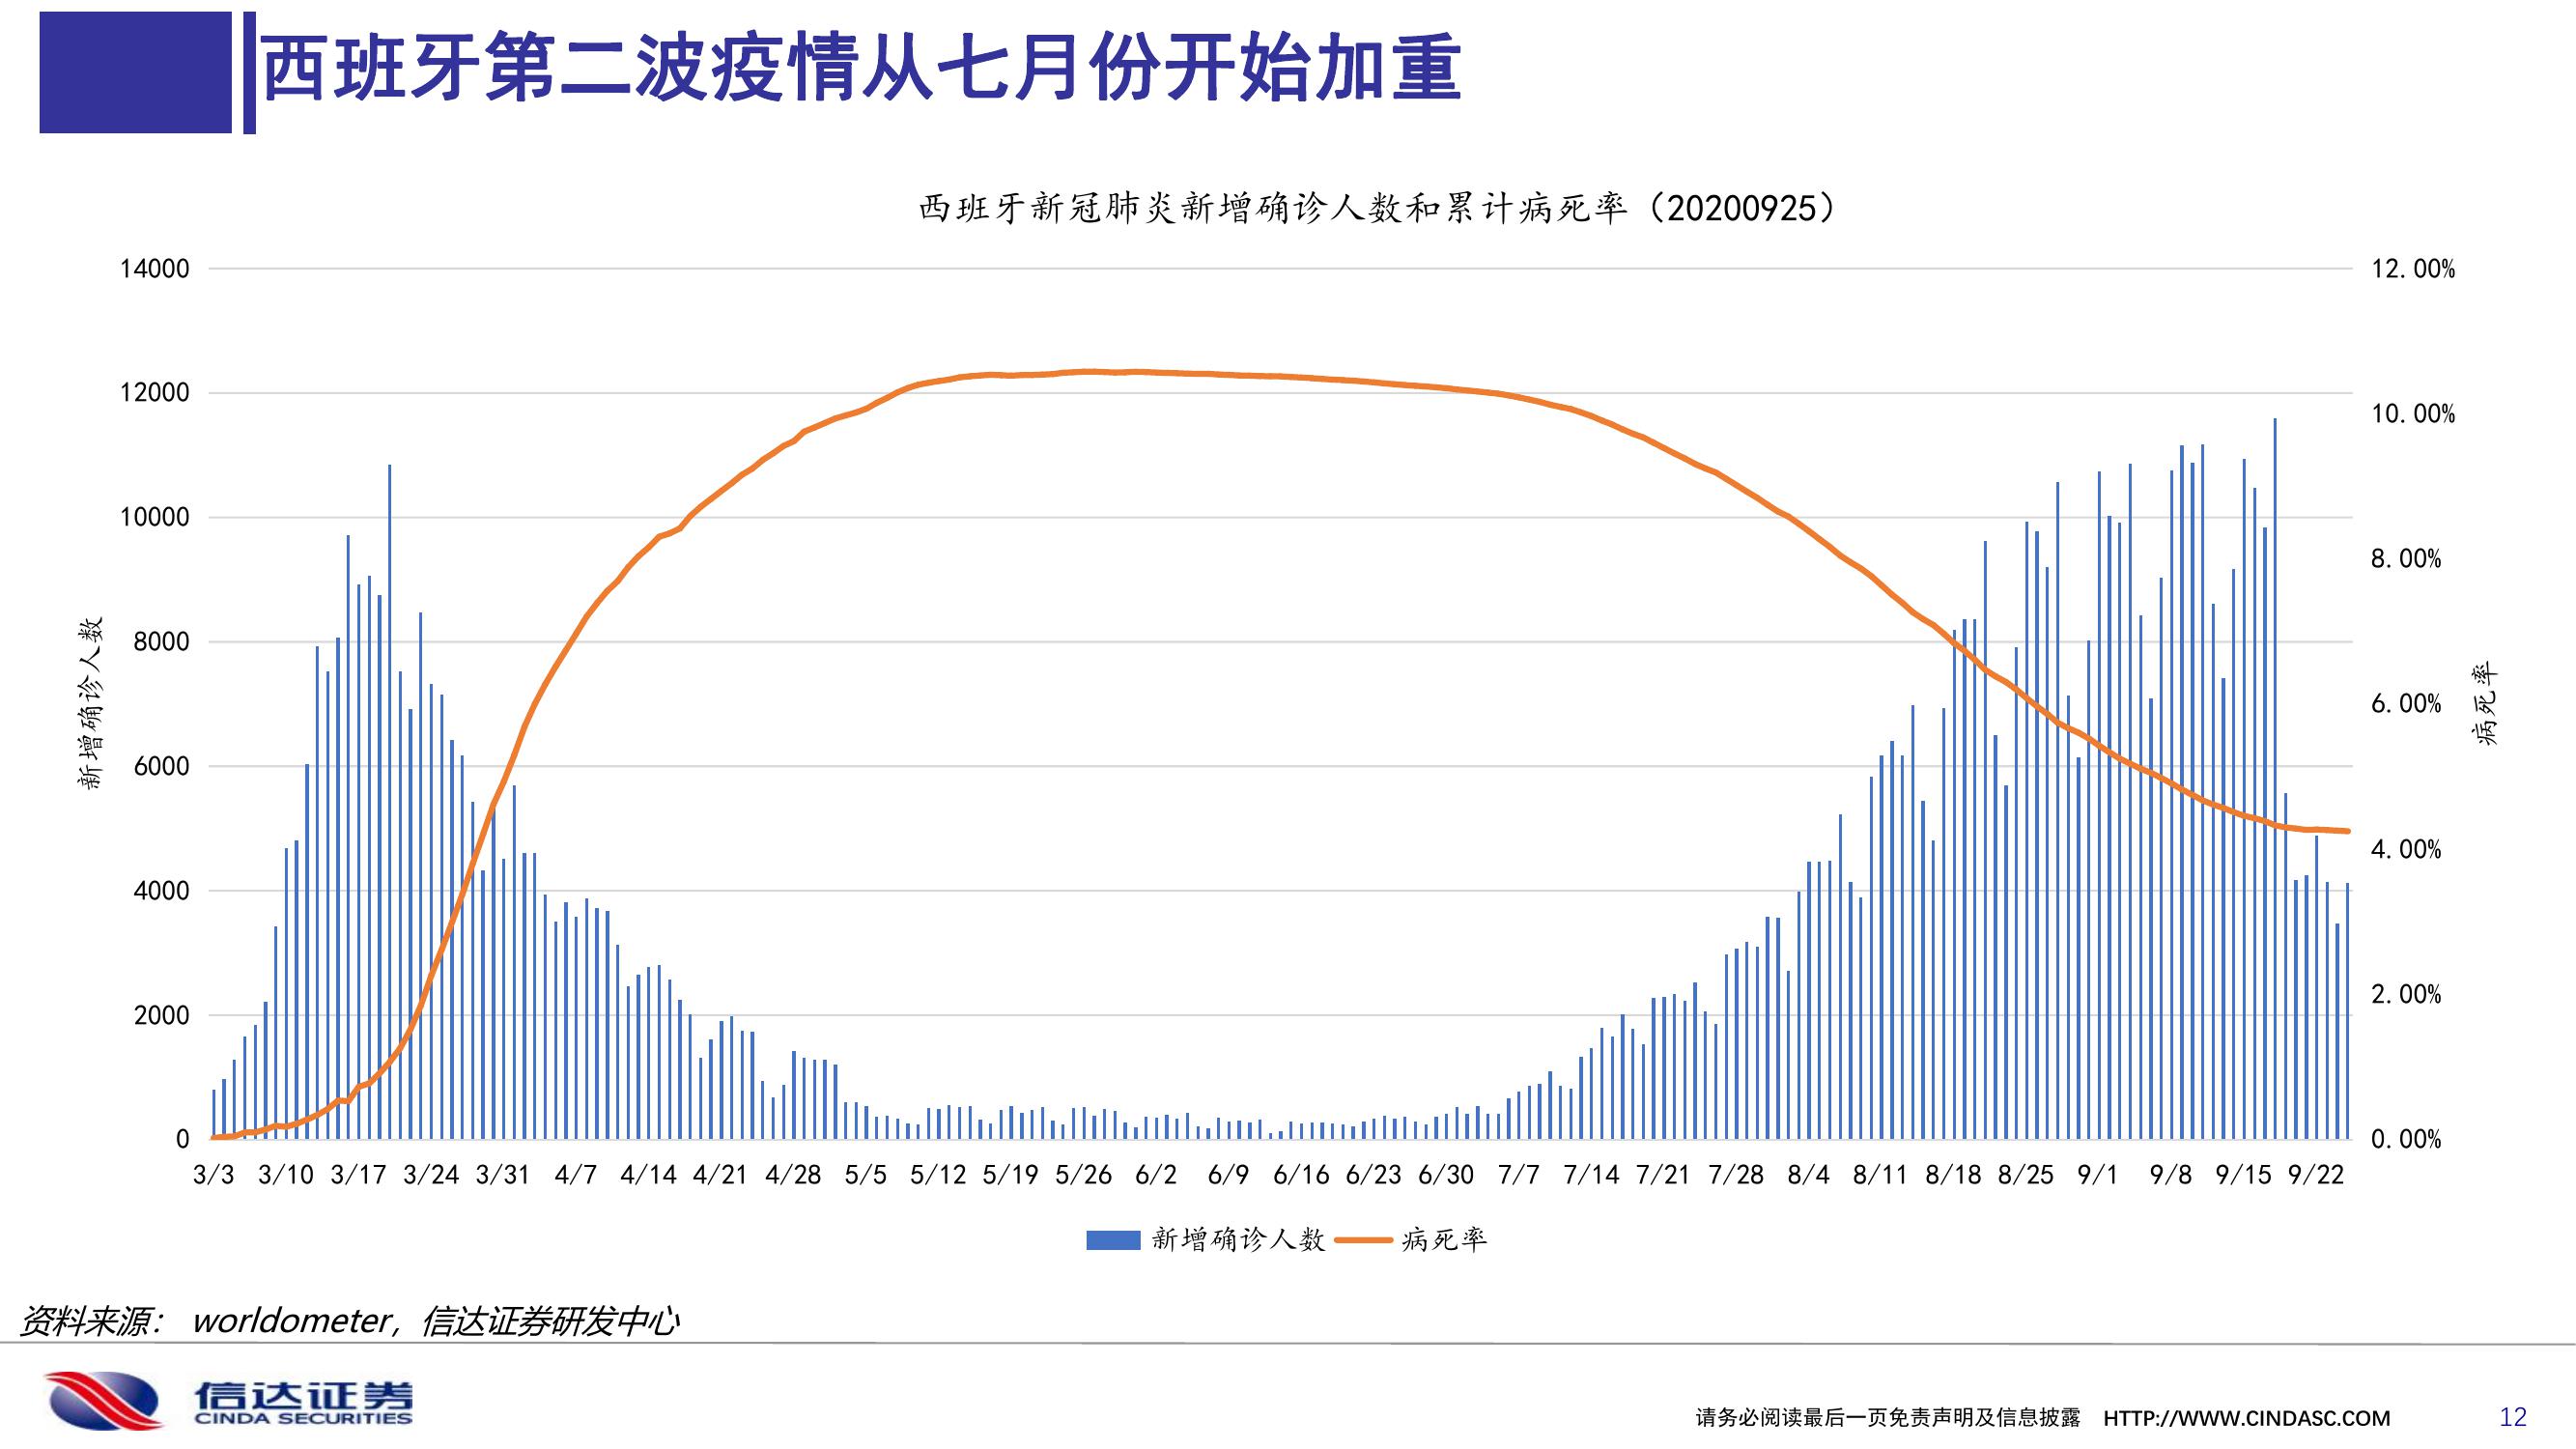 西班牙第二波疫情从七月份开始加重
西班牙新冠肺炎新增确诊人数和累计病死率（20200925）
14000
12000
10000
8000
6000
4000
2000
0
新增确诊人数
12.00%
10.00%
8.00%
6.00%
4.00%
2.00%
0.00%
病死率
3/3 3/10 3/17 3/24 3/31 4/7 4/14 4/21 4/28 5/5 5/12 5/19 5/26 6/2 6/9 6/16 6/23 6/30 7/7 7/14 7/21 7/28 8/4 8/11 8/18 8/25 9/1 9/8 9/15 9/22
新增确诊人数 病死率
资料来源： worldometer，信达证券研发中心
信达证券
CINDA SECURITIES
请务必阅读最后一页免责声明及信息披露 HTTP://WWW.CINDASC.COM 12